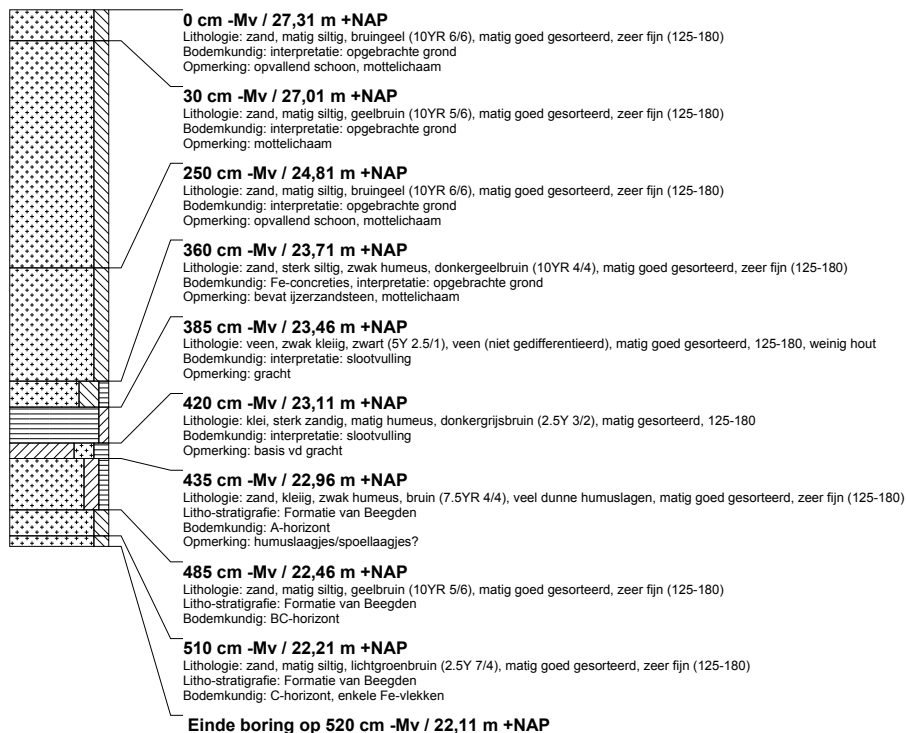 0 cm -Mv / 27,31 m +NAP
Lithologie: zand, matig siltig, bruingeel (10YR 6/6), matig goed gesorteerd, zeer fijn (125-180)
Bodemkundig: interpretatie: opgebrachte grond
Opmerking: opvallend schoon, mottelichaam
30 cm -Mv / 27,01 m +NAP
Lithologie: zand, matig siltig, geelbruin (10YR 5/6), matig goed gesorteerd, zeer fijn (125-180)
Bodemkundig: interpretatie: opgebrachte grond
Opmerking: mottelichaam
250 cm -Mv / 24,81 m +NAP
Lithologie: zand, matig siltig, bruingeel (10YR 6/6), matig goed gesorteerd, zeer fijn (125-180)
Bodemkundig: interpretatie: opgebrachte grond
Opmerking: opvallend schoon, mottelichaam
360 cm -Mv / 23,71 m +NAP
Lithologie: zand, sterk siltig, zwak humeus, donkergeelbruin (10YR 4/4), matig goed gesorteerd, zeer fijn (125-180)
Bodemkundig: Fe-concreties, interpretatie: opgebrachte grond
Opmerking: bevat ijzerzandsteen, mottelichaam
385 cm -Mv / 23,46 m +NAP
Lithologie: veen, zwak kleiig, zwart (5Y 2.5/1), veen (niet gedifferentieerd), matig goed gesorteerd, 125-180, weinig hout
Bodemkundig: interpretatie: slootvulling
Opmerking: gracht
420 cm -Mv / 23,11 m +NAP
Lithologie: klei, sterk zandig, matig humeus, donkergrijsbruin (2.5Y 3/2), matig gesorteerd, 125-180
Bodemkundig: interpretatie: slootvulling
Opmerking: basis vd gracht
435 cm -Mv / 22,96 m +NAP
Lithologie: zand, kleiig, zwak humeus, bruin (7.5YR 4/4), veel dunne humuslagen, matig goed gesorteerd, zeer fijn (125-180)
Litho-stratigrafie: Formatie van Beegden
Bodemkundig: A-horizont
Opmerking: humuslaagjes/spoellaagjes?
485 cm -Mv / 22,46 m +NAP
Lithologie: zand, matig siltig, geelbruin (10YR 5/6), matig goed gesorteerd, zeer fijn (125-180)
Litho-stratigrafie: Formatie van Beegden
Bodemkundig: BC-horizont
510 cm -Mv / 22,21 m +NAP
Lithologie: zand, matig siltig, lichtgroenbruin (2.5Y 7/4), matig goed gesorteerd, zeer fijn (125-180)
Litho-stratigrafie: Formatie van Beegden
Bodemkundig: C-horizont, enkele Fe-vlekken
Einde boring op 520 cm -Mv / 22,11 m +NAP